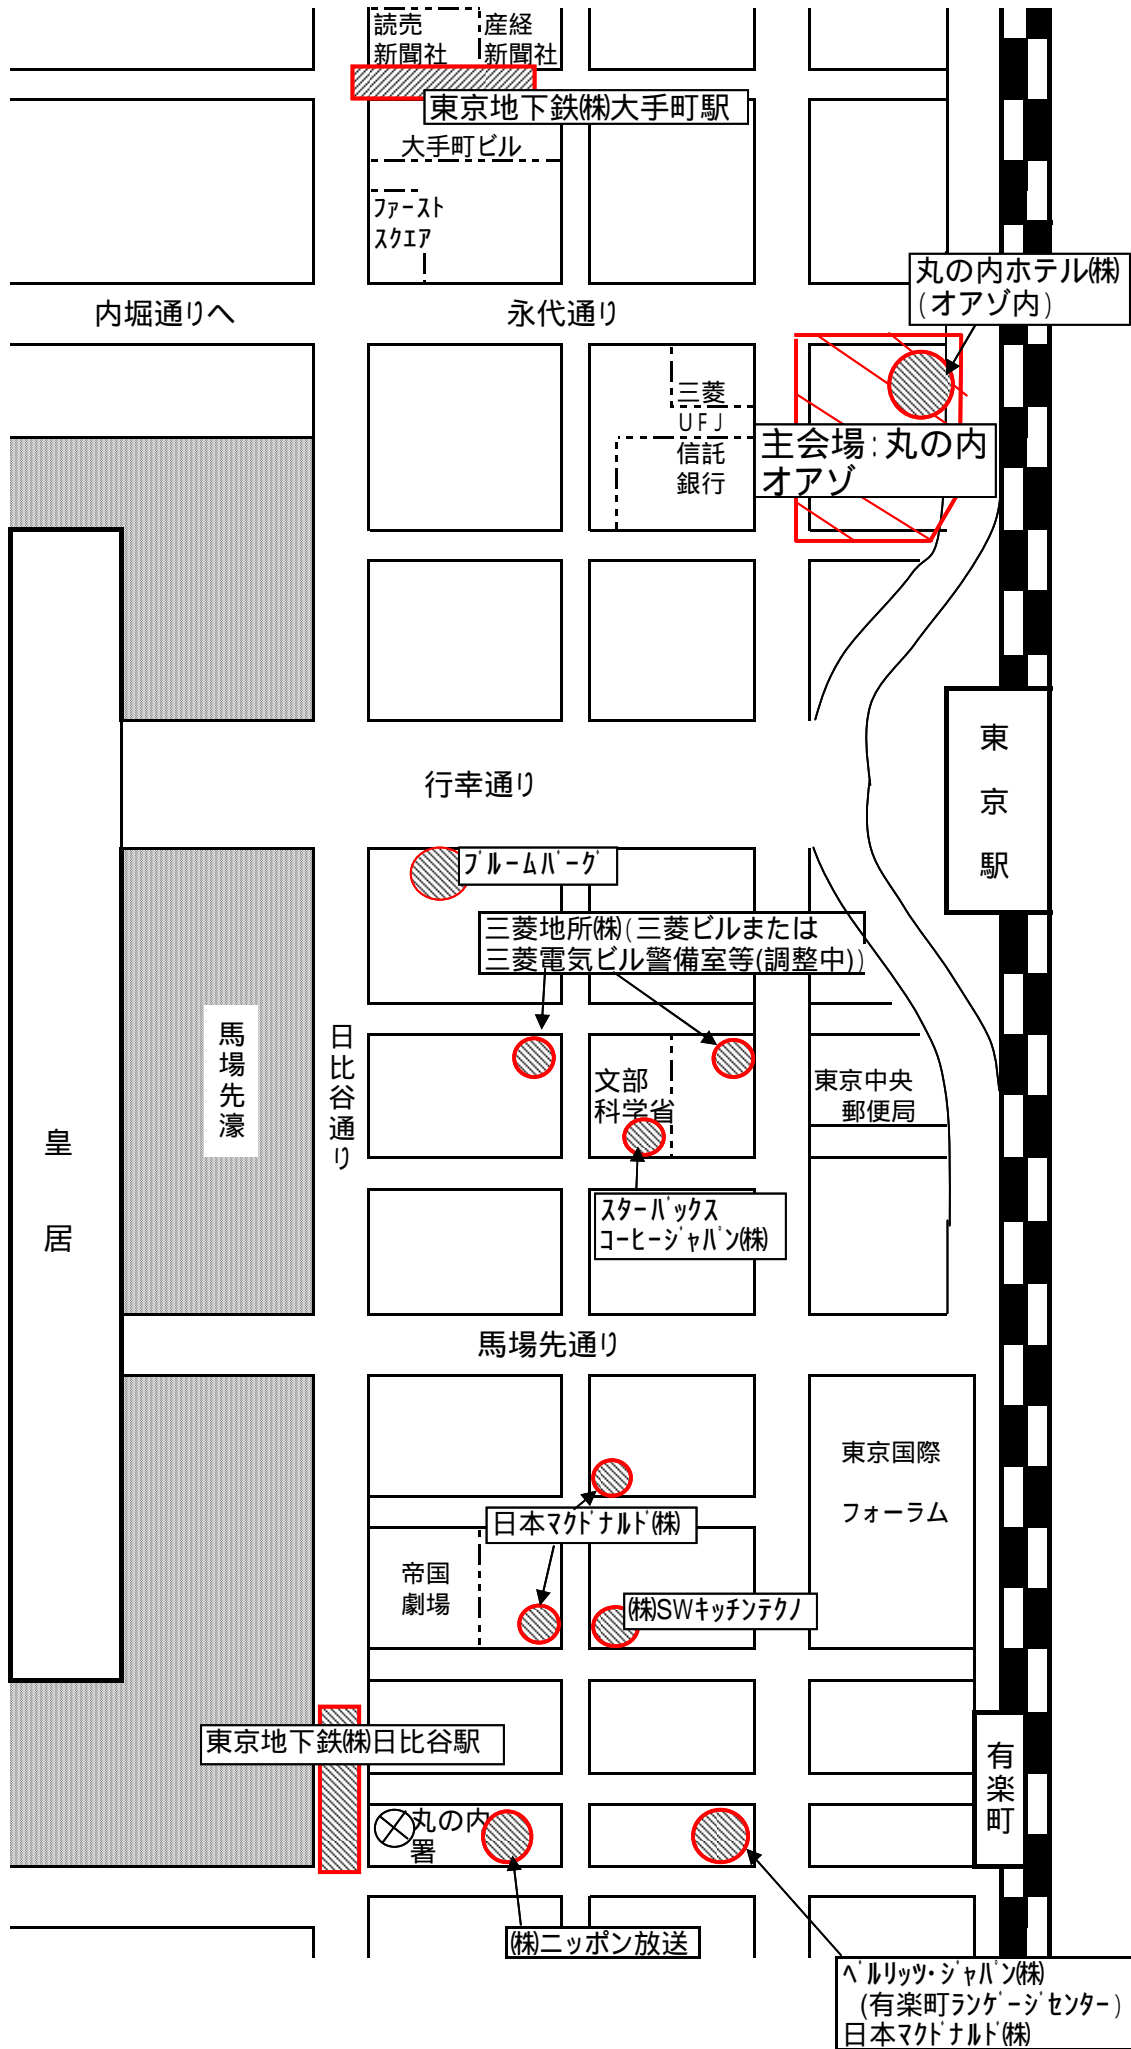 読売
新聞社
産経
新聞社
東京地下鉄㈱大手町駅
大手町ビル
ファースト
スクエア
丸の内ホテル㈱
(オアゾ内)
内堀通りへ
永代通り
三菱
UFJ
信託
銀行
主会場:丸の内
オアゾ
東京駅
行幸通り
ブルームバーグ
三菱地所㈱(三菱ビルまたは
三菱電気ビル警備室等(調整中))
馬場先濠
日比谷通り
文部
科学省
東京中央
郵便局
皇居
スターバックス
コーヒージャパン㈱
馬場先通り
東京国際
フォーラム
日本マクドナルド㈱
帝国
劇場
㈱SWキッチンテクノ
東京地下鉄㈱日比谷駅
有楽町
丸の内
署
㈱ニッポン放送
ベルリッツ・ジャパン㈱
(有楽町ランゲージセンター)
日本マクドナルド㈱